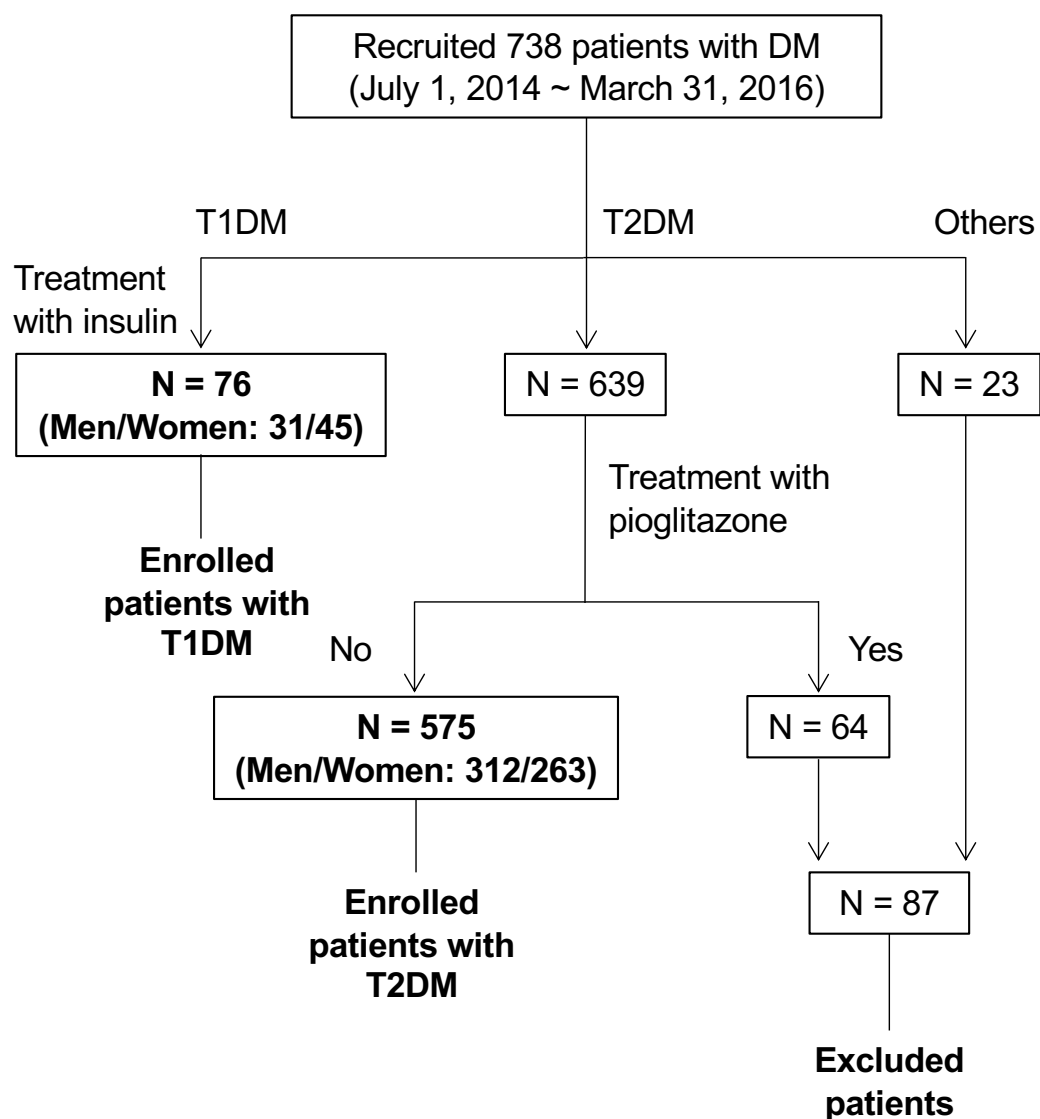 Recruited 738 patients with DM
(July 1, 2014 ~ March 31, 2016)
T1DM
T2DM
Others
Treatment
with insulin
N = 76
(Men/Women: 31/45)
N = 639
N = 23
Treatment with
pioglitazone
Enrolled
patients with
T1DM
No
Yes
N = 575
(Men/Women: 312/263)
N = 64
Enrolled
patients with
T2DM
N = 87
Excluded
patients